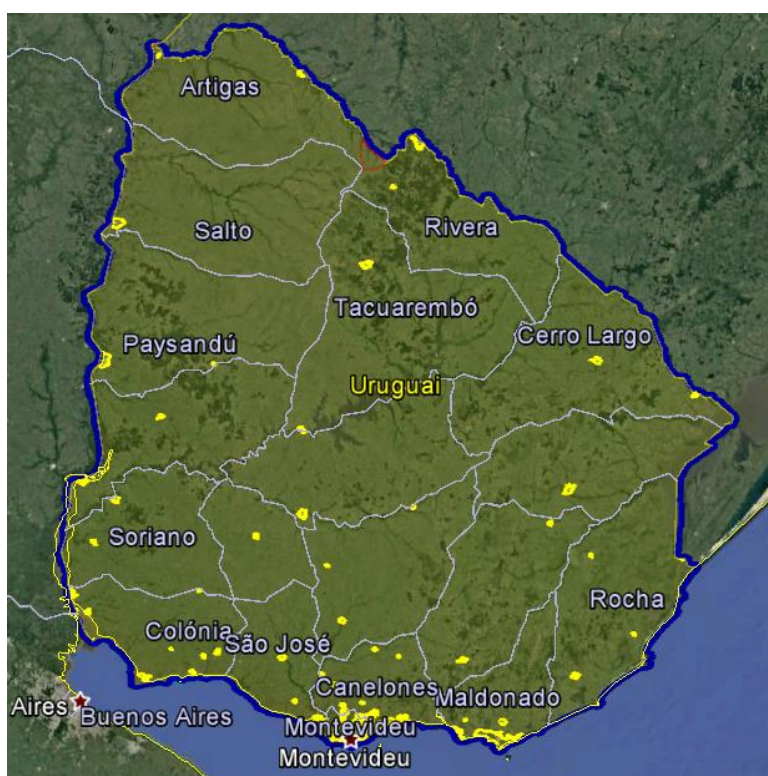 Artigas
Salto
Rivera
Tacuarembó
Paysandú
Cerro Largo
Uruguai
Soriano
Rocha
Colónia
São José
Canelones
Maldonado
Aires
Buenos Aires
Montevideu
Montevideu